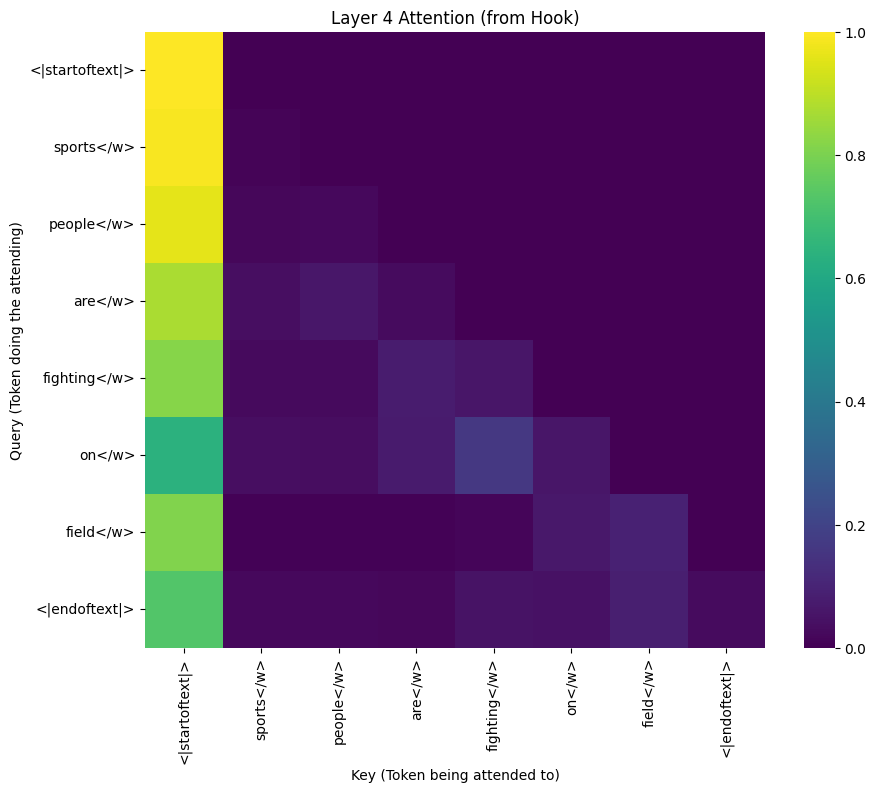 Layer 4 Attention (from Hook)
Query (Token doing the attending)
<|startoftext|>
sports</w>
people</w>
are</w>
fighting</w>
on</w>
field</w>
<|endoftext|>
1.0
0.8
0.6
0.4
0.2
0.0
<|startoftext|>
sports</w>
people</w>
are</w>
fighting</w>
on</w>
field</w>
<|endoftext|>
Key (Token being attended to)